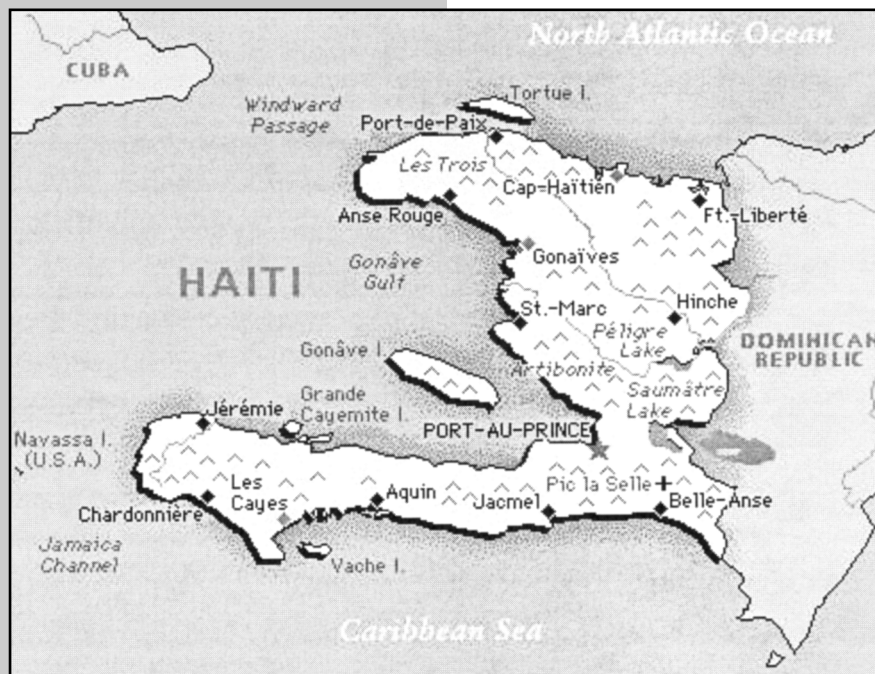 North Atlantic Ocean
CUBA
Tortue I.
Windward
Passage
Port-de-Paix
Les Trois
Cap-Haïtien
Anse Rouge
Ft.-Liberté
Gonaïves
Gonâve
Gulf
HAITI
Hinche
St.-Marc
Péligre
Lake
DOMIHICAN
REPUBLIC
Gonâve I.
Artibonite
Saumâtre
Lake
Grande
Cayemite I.
Jérémie
PORT-AU-PRINCE
Navassa I.
(U.S.A.)
Les
Cayes
Pic la Selle
Aquin
Jacmel
Belle-Anse
Chardonnière
Jamaica
Channel
Vache I.
Caribbean Sea